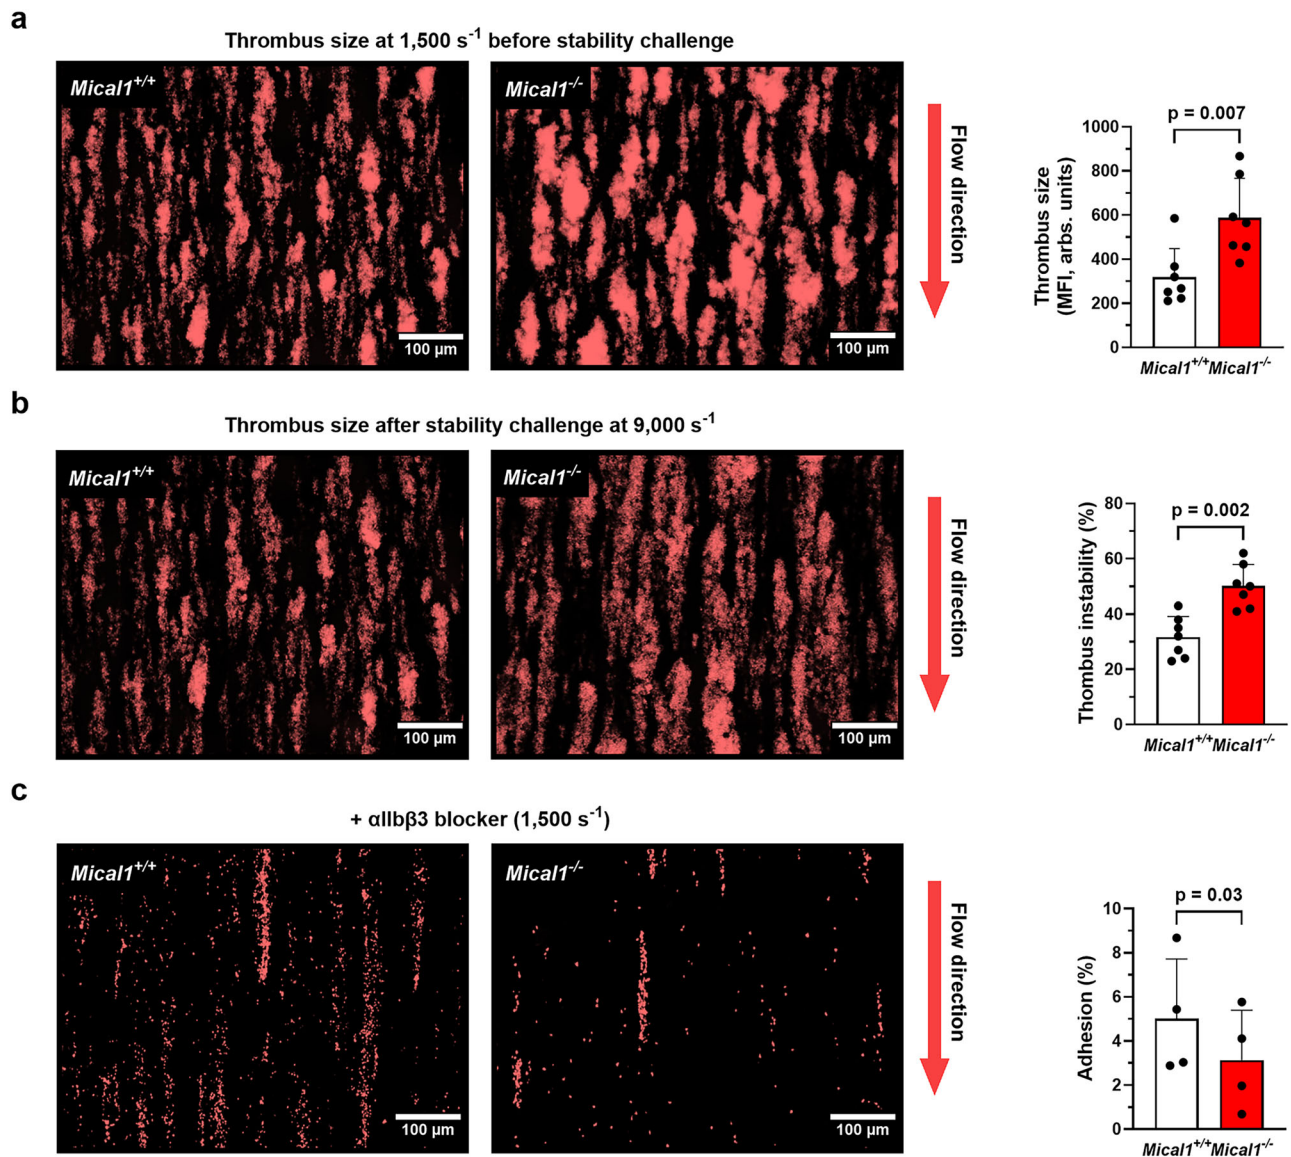 a
Thrombus size at 1,500 s⁻¹ before stability challenge
Mical1⁺/⁺
Mical1⁻/⁻
100 µm
100 µm
Flow direction
p = 0.007
Thrombus size
(MFI, arbs. units)
1000
800
600
400
200
0
Mical1⁺/⁺ Mical1⁻/⁻
b
Thrombus size after stability challenge at 9,000 s⁻¹
Mical1⁺/⁺
Mical1⁻/⁻
100 µm
100 µm
Flow direction
p = 0.002
Thombus instability (%)
80
60
40
20
0
Mical1⁺/⁺ Mical1⁻/⁻
c
+ αIIbβ3 blocker (1,500 s⁻¹)
Mical1⁺/⁺
Mical1⁻/⁻
100 µm
100 µm
Flow direction
p = 0.03
Adhesion (%)
10
8
6
4
2
0
Mical1⁺/⁺ Mical1⁻/⁻